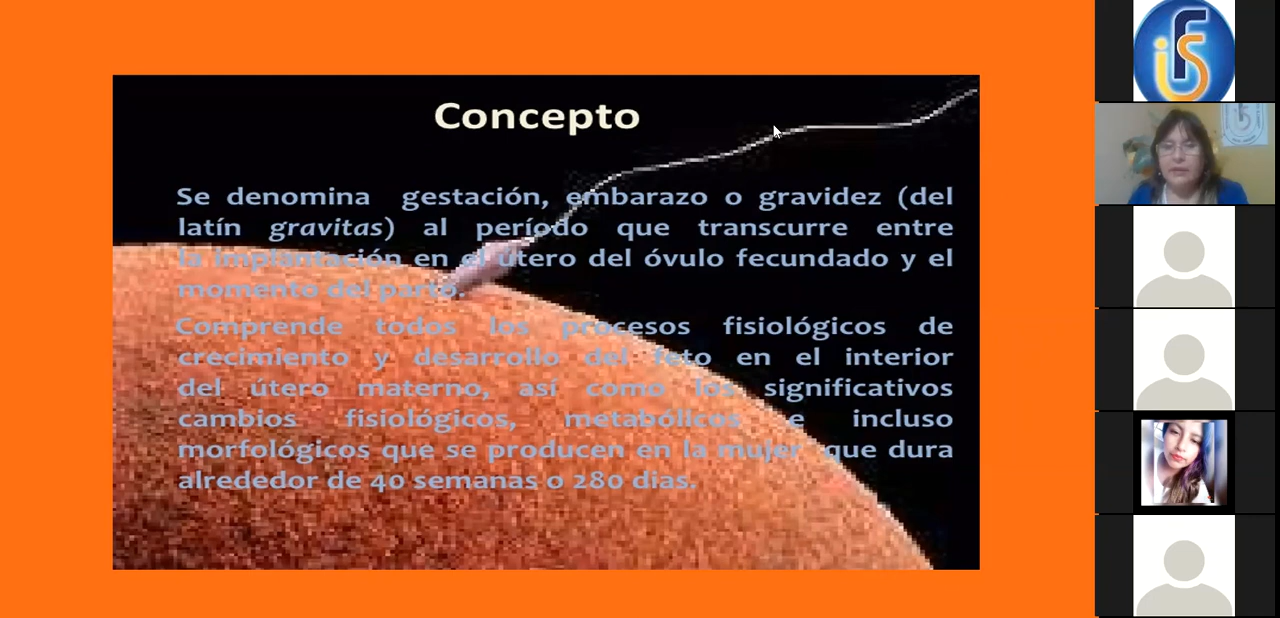 Concepto
Se denomina gestación, embarazo o gravidez (del
latín gravitas) al período que transcurre entre
la implantación en el útero del óvulo fecundado y el
momento del parto.
Comprende todos los procesos fisiológicos de
crecimiento y desarrollo del feto en el interior
del útero materno, así como los significativos
cambios fisiológicos, metabólicos e incluso
morfológicos que se producen en la mujer que dura
alrededor de 40 semanas o 280 dias.